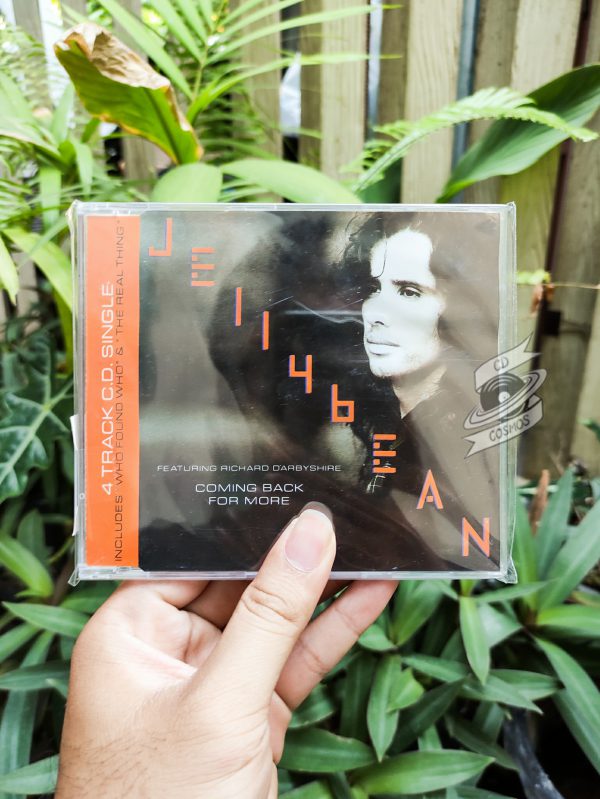 4 TRACK C.D. SINGLE:
INCLUDES "WHO FOUND WHO" & "THE REAL THING"
JELLYBEAN
FEATURING RICHARD DARBYSHIRE
COMING BACK
FOR MORE
CD
COSMOS